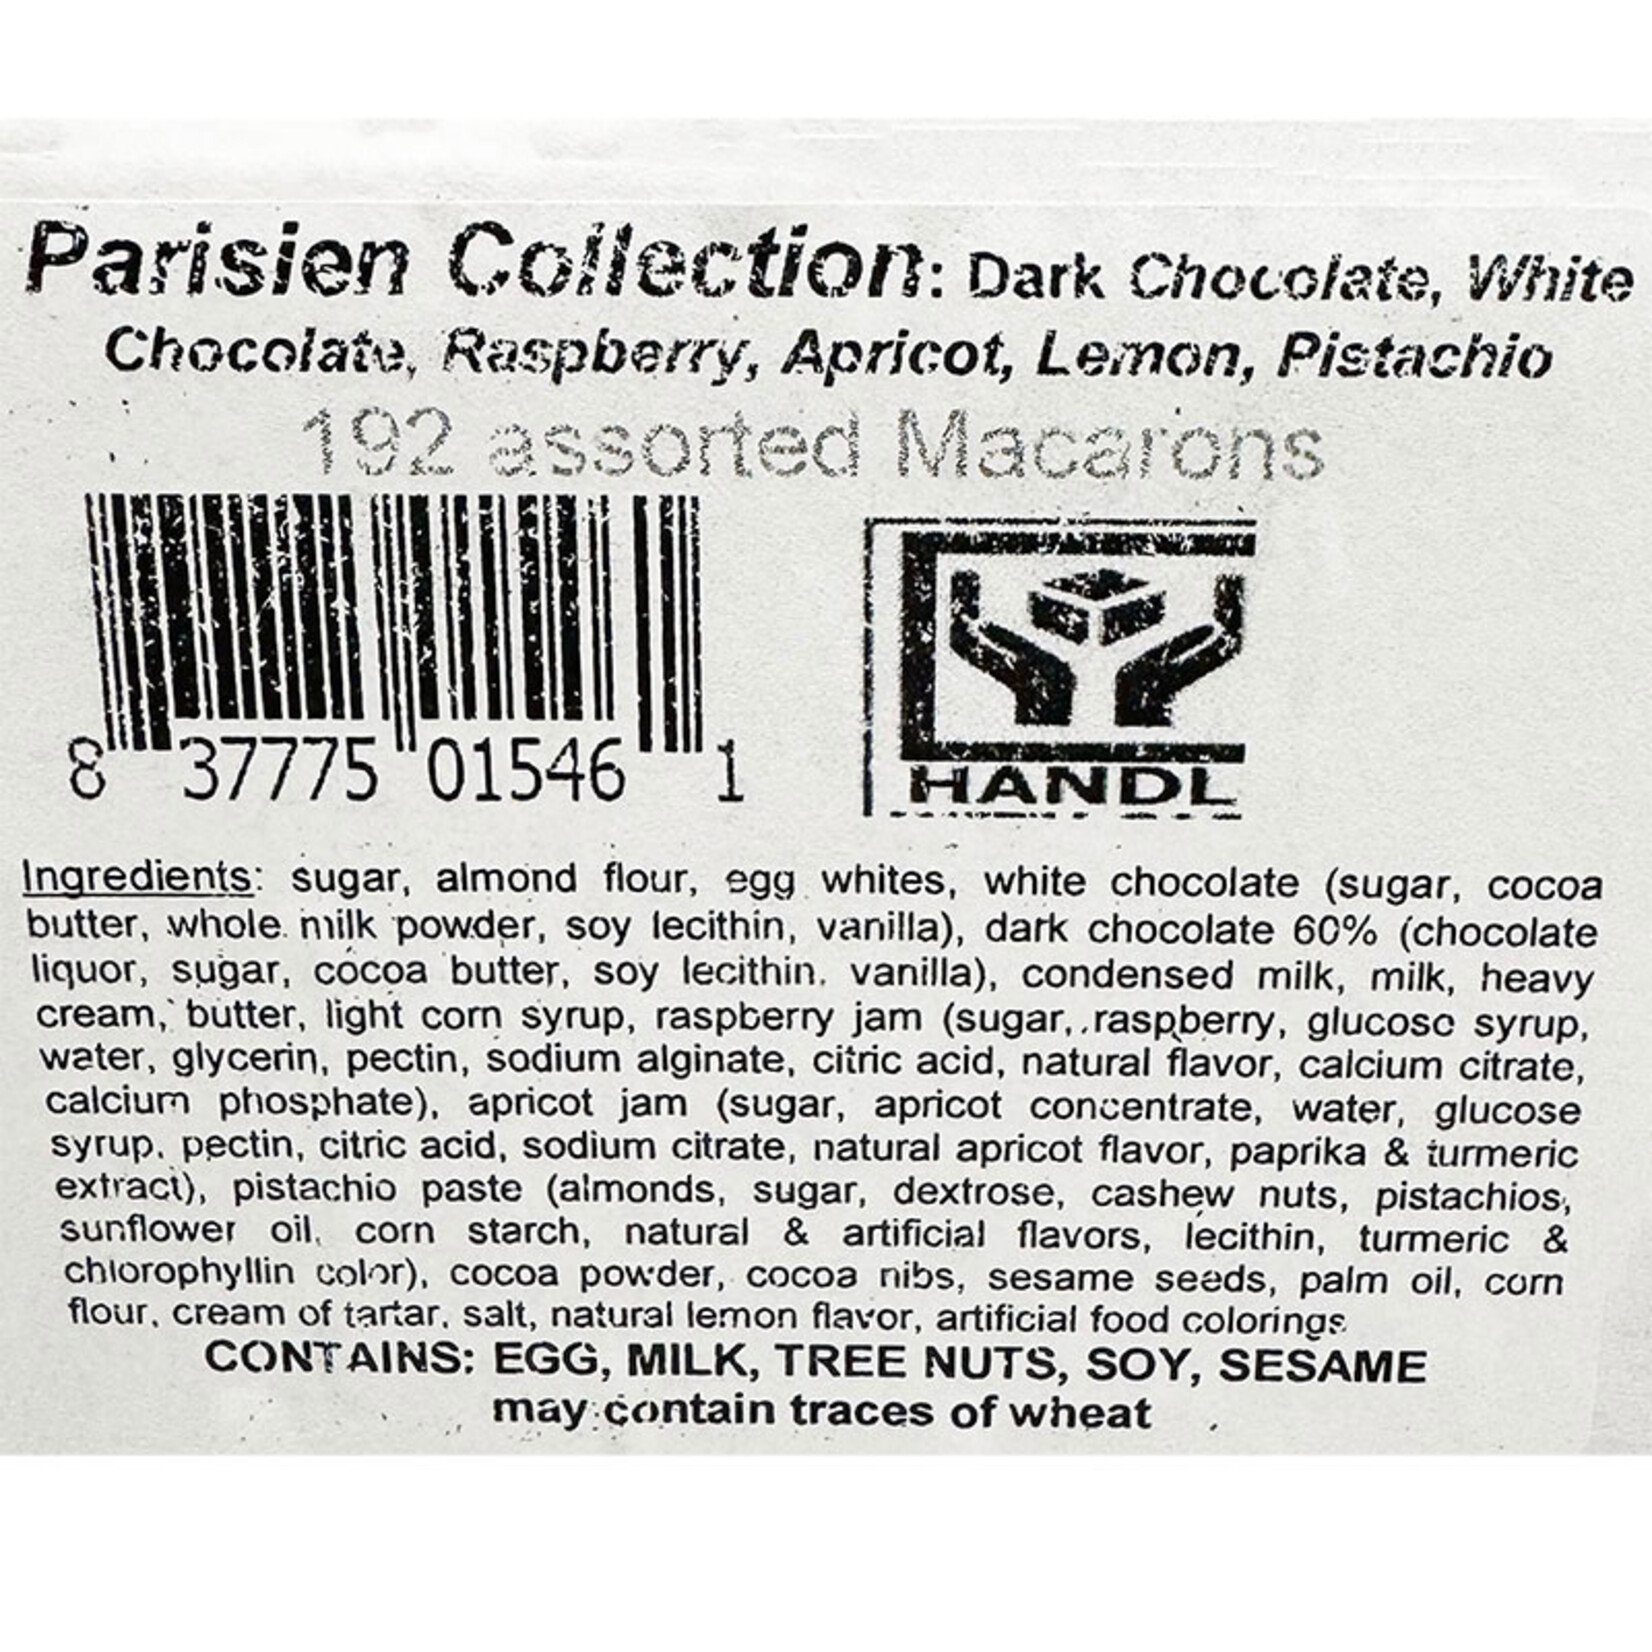 Parisien Collection: Dark Chocolate, White
Chocolate, Raspberry, Apricot, Lemon, Pistachio
192 assorted Macarons
8 37775 01546 1
HANDL
Ingredients: sugar, almond flour, egg whites, white chocolate (sugar, cocoa
butter, whole milk powder, soy lecithin, vanilla), dark chocolate 60% (chocolate
liquor, sugar, cocoa butter, soy lecithin, vanilla), condensed milk, milk, heavy
cream, butter, light corn syrup, raspberry jam (sugar, raspberry, glucose syrup,
water, glycerin, pectin, sodium alginate, citric acid, natural flavor, calcium citrate,
calcium phosphate), apricot jam (sugar, apricot concentrate, water, glucose
syrup, pectin, citric acid, sodium citrate, natural apricot flavor, paprika & turmeric
extract), pistachio paste (almonds, sugar, dextrose, cashew nuts, pistachios,
sunflower oil, corn starch, natural & artificial flavors, lecithin, turmeric &
chlorophyllin color), cocoa powder, cocoa nibs, sesame seeds, palm oil, corn
flour, cream of tartar, salt, natural lemon flavor, artificial food colorings
CONTAINS: EGG, MILK, TREE NUTS, SOY, SESAME
may contain traces of wheat